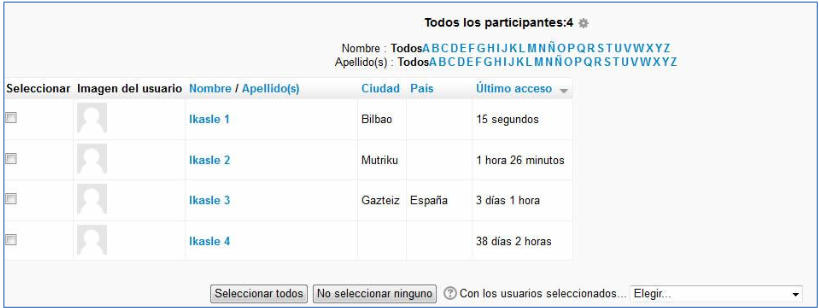 Todos los participantes:4
Nombre : TodosABCDEFGHIJKLMNÑOPQRSTUVWXYZ
Apellido(s) : TodosABCDEFGHIJKLMNÑOPQRSTUVWXYZ
Seleccionar Imagen del usuario Nombre / Apellido(s) Ciudad País Último acceso
Ikasle 1 Bilbao 15 segundos
Ikasle 2 Mutriku 1 hora 26 minutos
Ikasle 3 Gazteiz España 3 días 1 hora
Ikasle 4 38 días 2 horas
Seleccionar todos No seleccionar ninguno ? Con los usuarios seleccionados... Elegir...